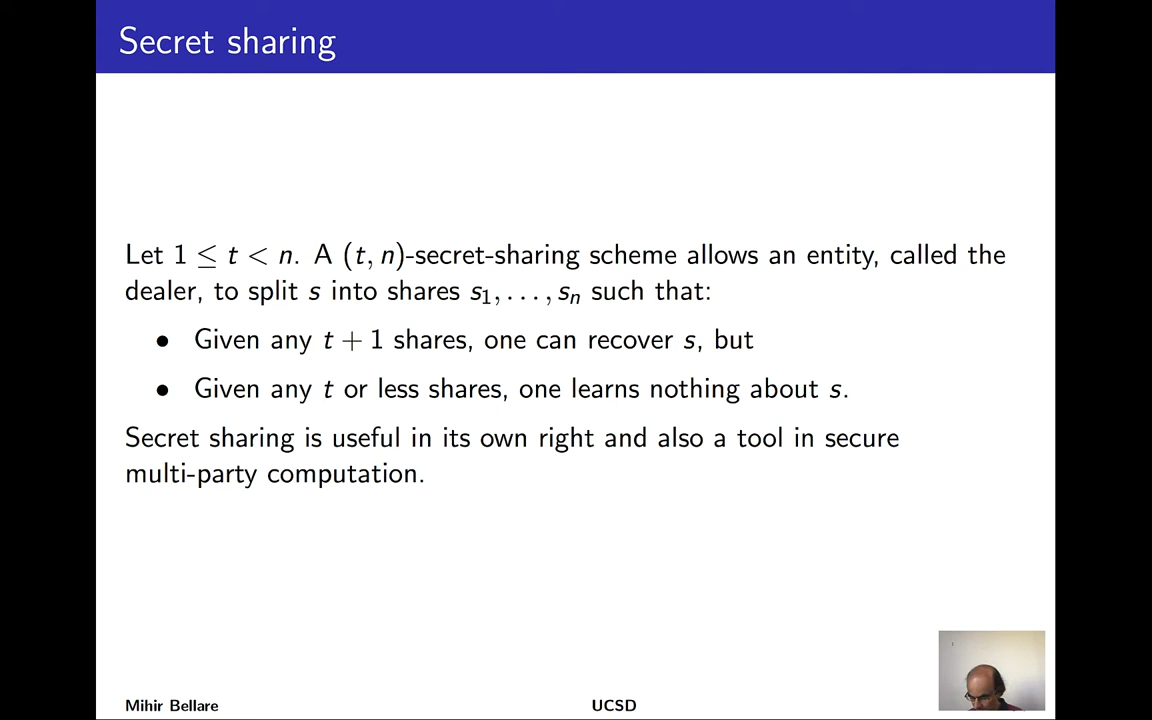 Secret sharing
Let 1 ≤ t < n. A (t, n)-secret-sharing scheme allows an entity, called the
dealer, to split s into shares s₁, . . . , sₙ such that:
• Given any t + 1 shares, one can recover s, but
• Given any t or less shares, one learns nothing about s.
Secret sharing is useful in its own right and also a tool in secure
multi-party computation.
Mihir Bellare UCSD